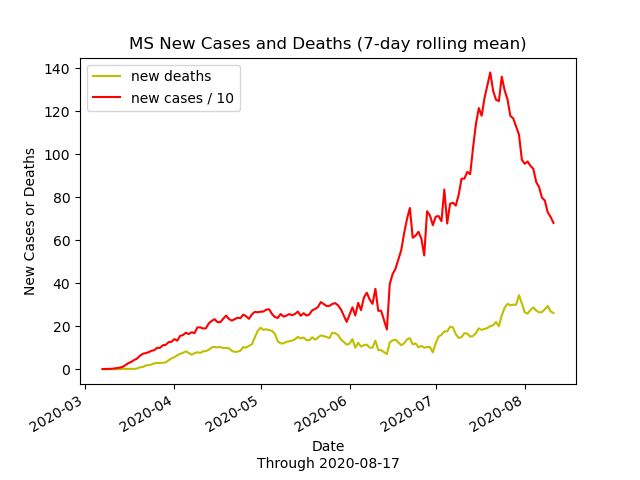 MS New Cases and Deaths (7-day rolling mean)
new deaths
new cases / 10
140
120
100
80
60
40
20
0
New Cases or Deaths
2020-03
2020-04
2020-05
2020-06
2020-07
2020-08
Date
Through 2020-08-17